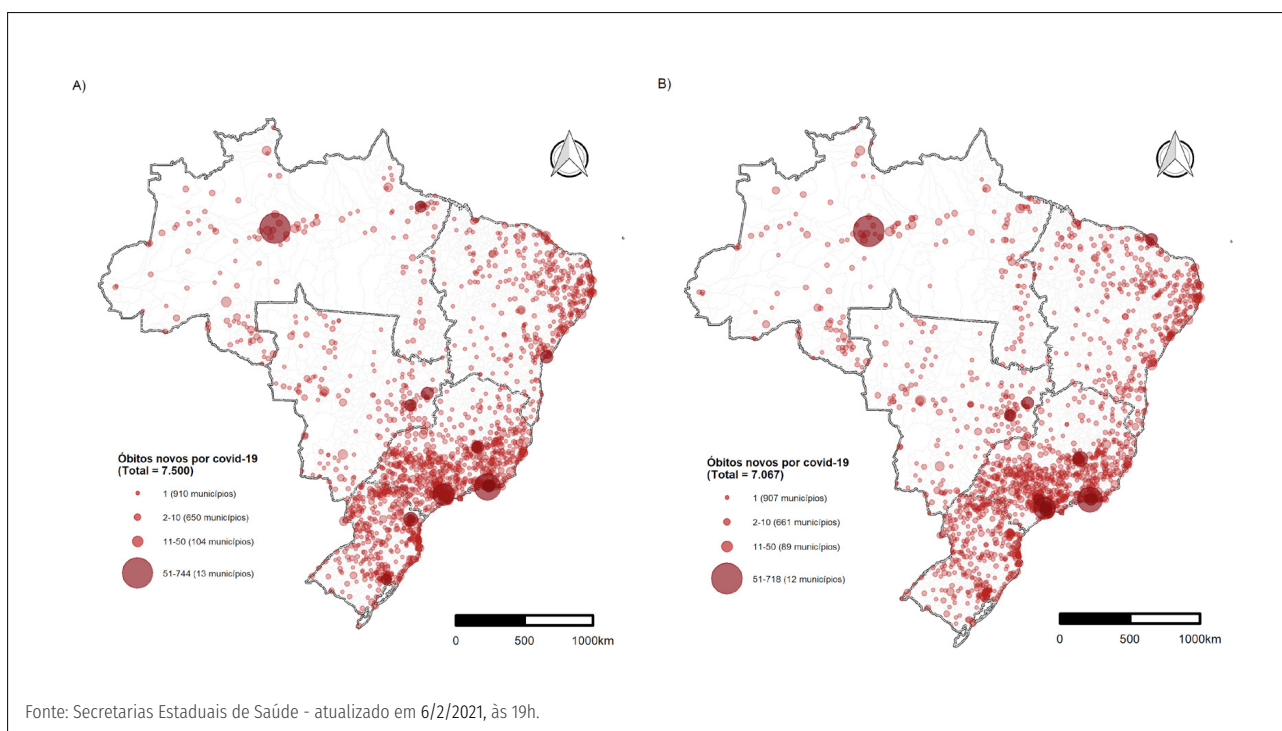 A)
Óbitos novos por covid-19
(Total = 7.500)
1 (910 municípios)
2-10 (650 municípios)
11-50 (104 municípios)
51-744 (13 municípios)
0 500 1000km
B)
Óbitos novos por covid-19
(Total = 7.067)
1 (907 municípios)
2-10 (661 municípios)
11-50 (89 municípios)
51-718 (12 municípios)
0 500 1000km
Fonte: Secretarias Estaduais de Saúde - atualizado em 6/2/2021, às 19h.